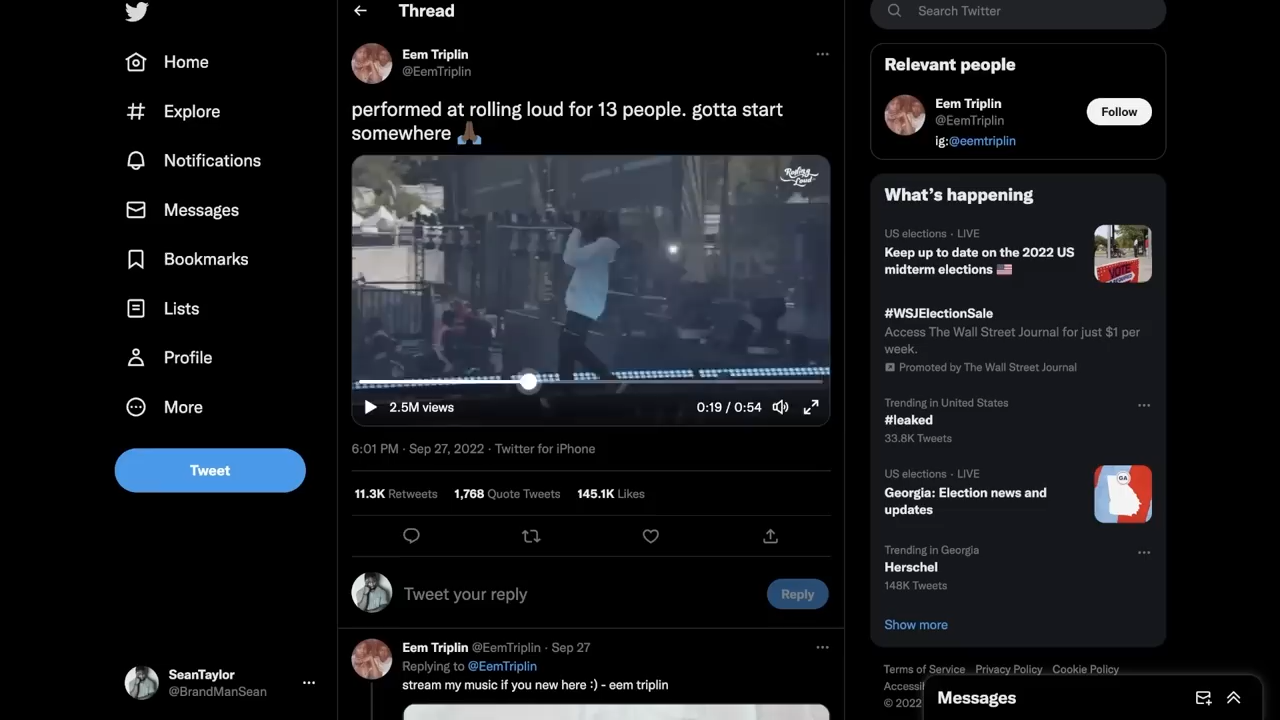 Home
Explore
Notifications
Messages
Bookmarks
Lists
Profile
More
Tweet
SeanTaylor
@BrandManSean
Thread
Eem Triplin
@EemTriplin
performed at rolling loud for 13 people. gotta start
somewhere 🙏🏾
Rolling
Loud
2.5M views
0:19 / 0:54
6:01 PM · Sep 27, 2022 · Twitter for iPhone
11.3K Retweets 1,768 Quote Tweets 145.1K Likes
Tweet your reply
Reply
Eem Triplin @EemTriplin · Sep 27
Replying to @EemTriplin
stream my music if you new here :) - eem triplin
Search Twitter
Relevant people
Eem Triplin
@EemTriplin
Follow
ig:@eemtriplin
What's happening
US elections · LIVE
Keep up to date on the 2022 US
midterm elections 🇺🇸
VOTE
#WSJElectionSale
Access The Wall Street Journal for just $1 per
week.
Promoted by The Wall Street Journal
Trending in United States
#leaked
33.8K Tweets
US elections · LIVE
Georgia: Election news and
updates
GA
Trending in Georgia
Herschel
148K Tweets
Show more
Terms of Service Privacy Policy Cookie Policy
© 2022
Messages